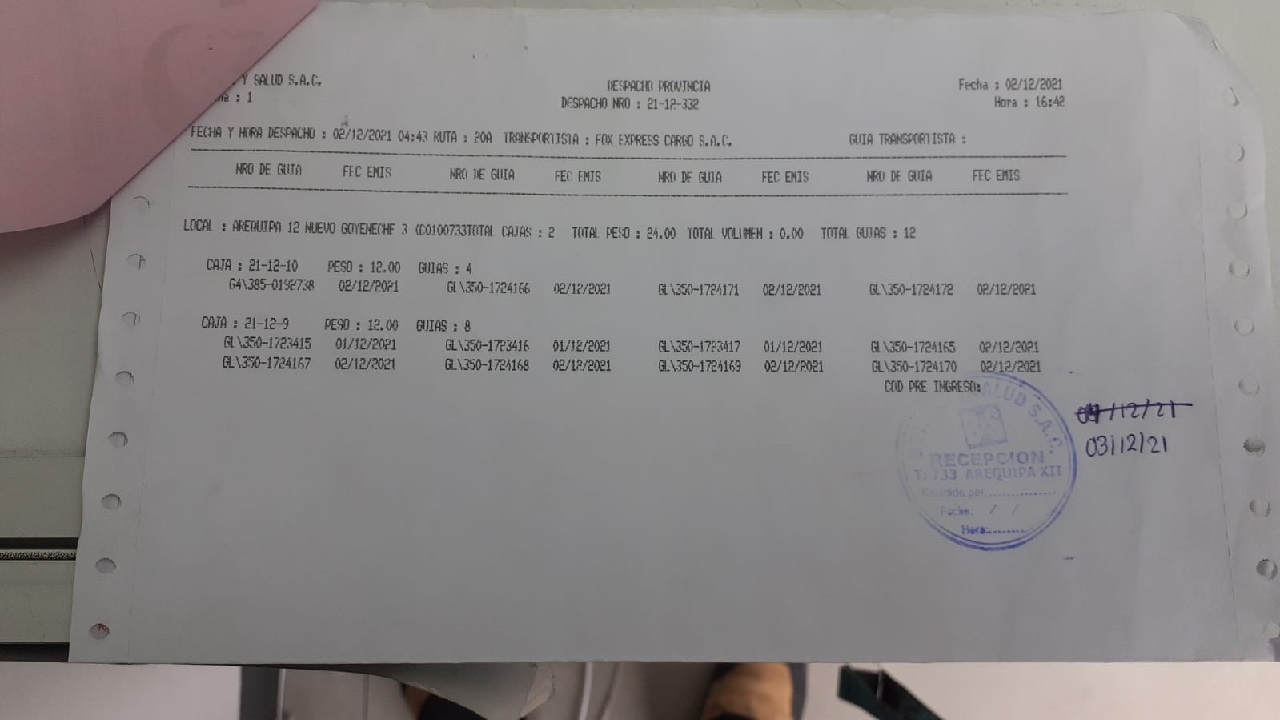 Y SALUD S.A.C. DESPACHO PROVINCIA Fecha : 02/12/2021
: 1 DESPACHO NRO : 21-12-332 Hora : 16:42
FECHA Y HORA DESPACHO : 02/12/2021 04:43 RUTA : 20A TRANSPORTISTA : FOX EXPRESS CARGO S.A.C. GUIA TRANSPORTISTA :
NRO DE GUIA FEC EMIS NRO DE GUIA FEC EMIS NRO DE GUIA FEC EMIS NRO DE GUIA FEC EMIS
LOCAL : AREQUIPA 12 NUEVO GOYENECHE 3 (CO100733TOTAL CAJAS : 2 TOTAL PESO : 24.00 TOTAL VOLUMEN : 0.00 TOTAL GUIAS : 12
CAJA : 21-12-10 PESO : 12.00 GUIAS : 4
G4\385-0192738 02/12/2021 GL\350-1724166 02/12/2021 GL\350-1724171 02/12/2021 GL\350-1724172 02/12/2021
CAJA : 21-12-9 PESO : 12.00 GUIAS : 8
GL\350-1723415 01/12/2021 GL\350-1723416 01/12/2021 GL\350-1723417 01/12/2021 GL\350-1724165 02/12/2021
GL\350-1724167 02/12/2021 GL\350-1724168 02/12/2021 GL\350-1724169 02/12/2021 GL\350-1724170 02/12/2021
COD PRE INGRESO:
SALUD S.A.C.
RECEPCION
T: 733 AREQUIPA XII
Recibido por
Fecha: / /
Hora:
/12/21
03/12/21